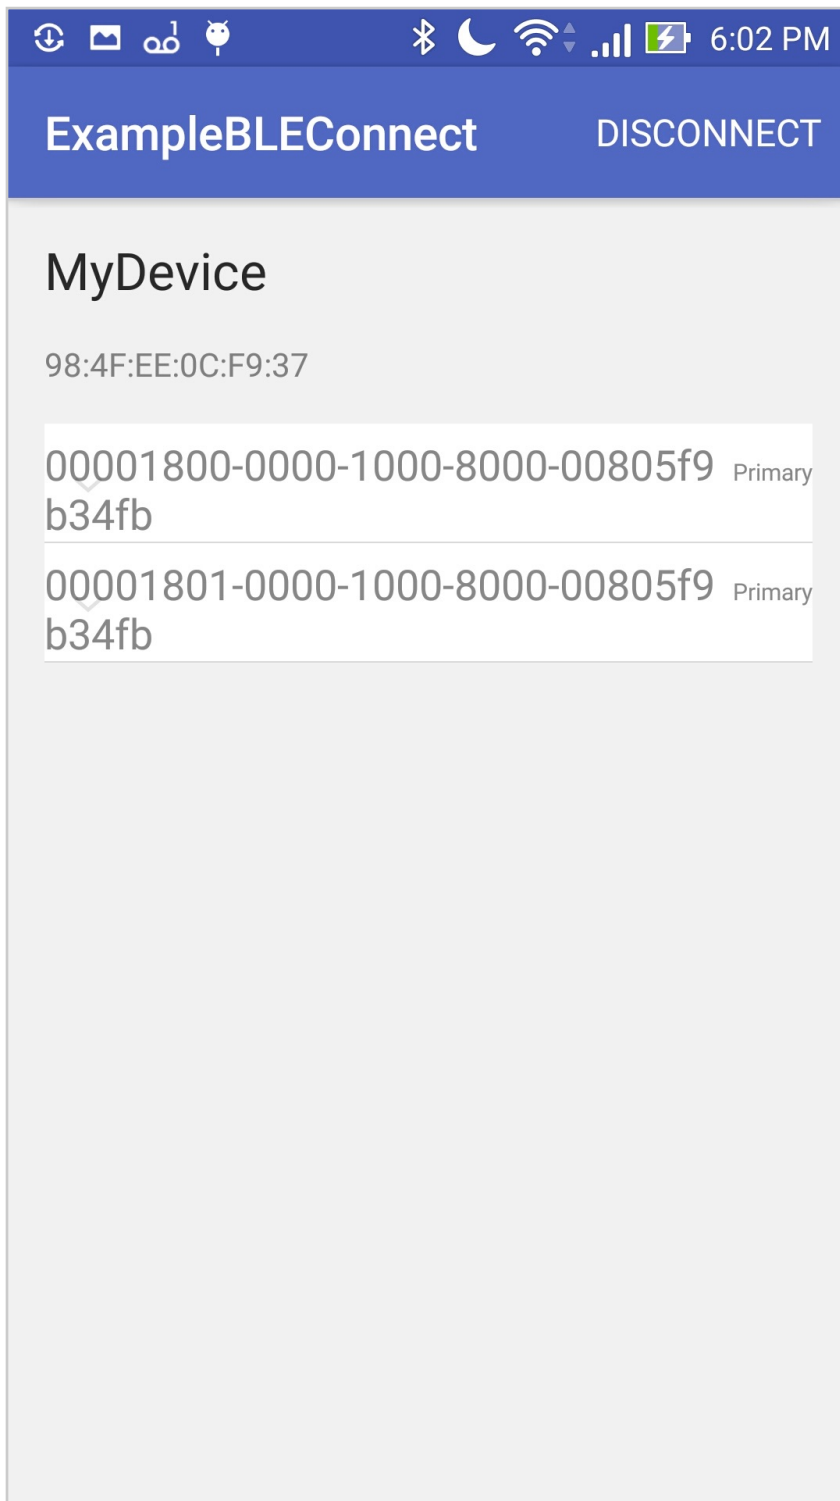 6:02 PM
ExampleBLEConnect DISCONNECT
MyDevice
98:4F:EE:0C:F9:37
00001800-0000-1000-8000-00805f9 Primary
b34fb
00001801-0000-1000-8000-00805f9 Primary
b34fb